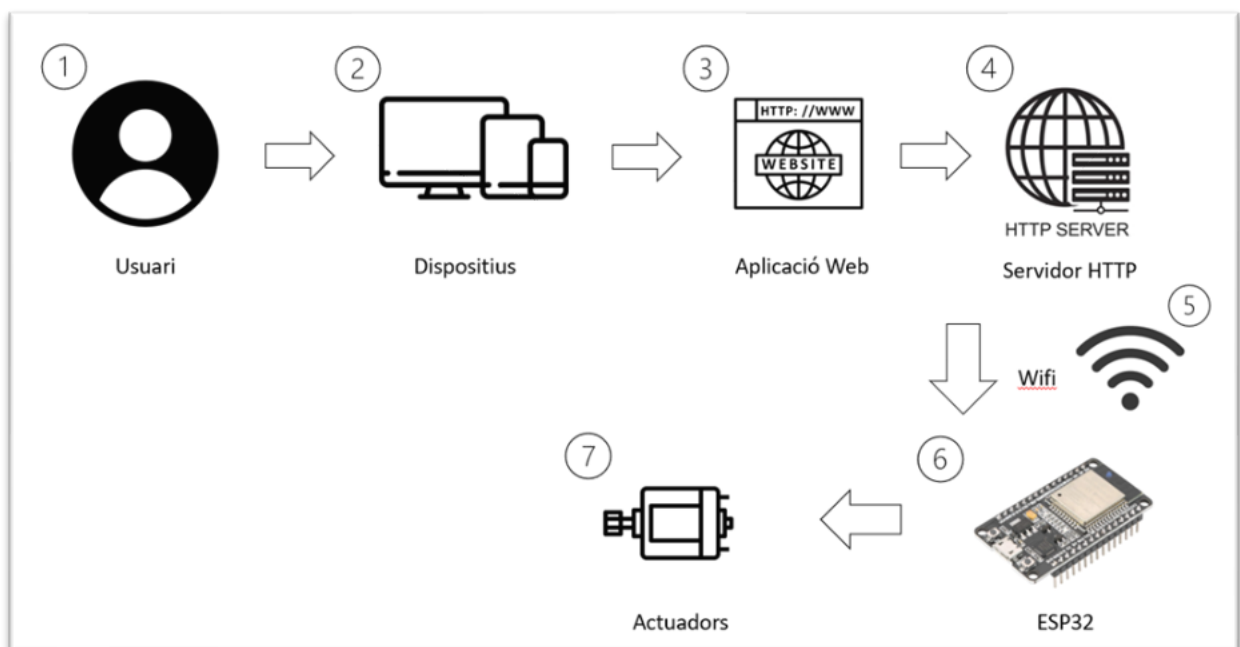 1
2
3
4
HTTP: //WWW
WEBSITE
HTTP SERVER
Usuari
Dispositius
Aplicació Web
Servidor HTTP
5
Wifi
7
6
Actuadors
ESP32